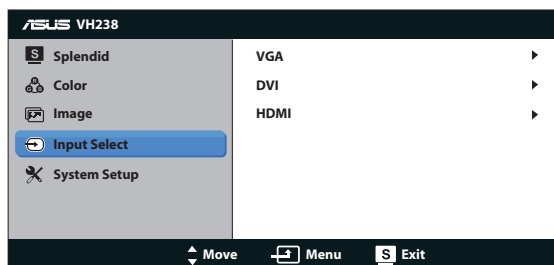 ASUS VH238
S Splendid
Color
Image
Input Select
System Setup
VGA
DVI
HDMI
Move Menu S Exit